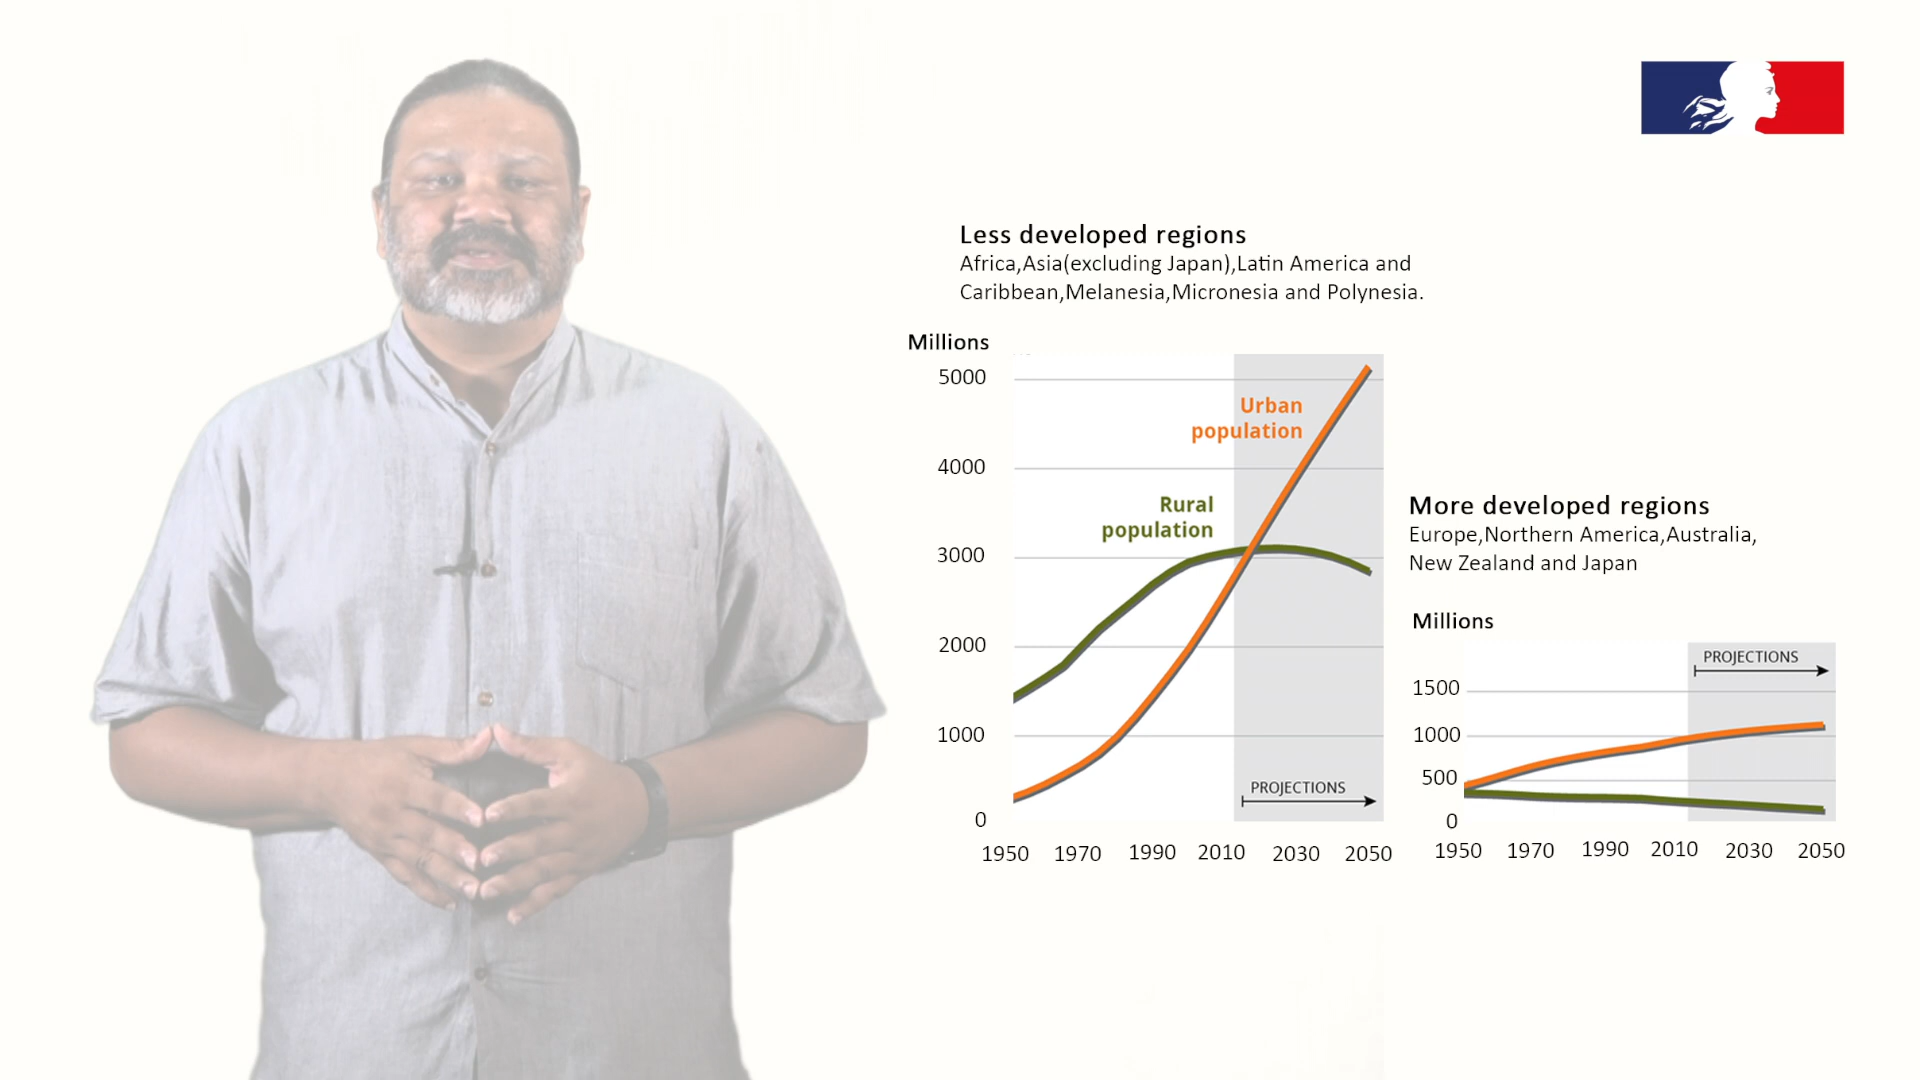 Less developed regions
Africa,Asia(excluding Japan),Latin America and
Caribbean,Melanesia,Micronesia and Polynesia.
Millions
5000
4000
3000
2000
1000
0
Urban
population
Rural
population
PROJECTIONS
1950 1970 1990 2010 2030 2050
More developed regions
Europe,Northern America,Australia,
New Zealand and Japan
Millions
PROJECTIONS
1500
1000
500
0
1950 1970 1990 2010 2030 2050